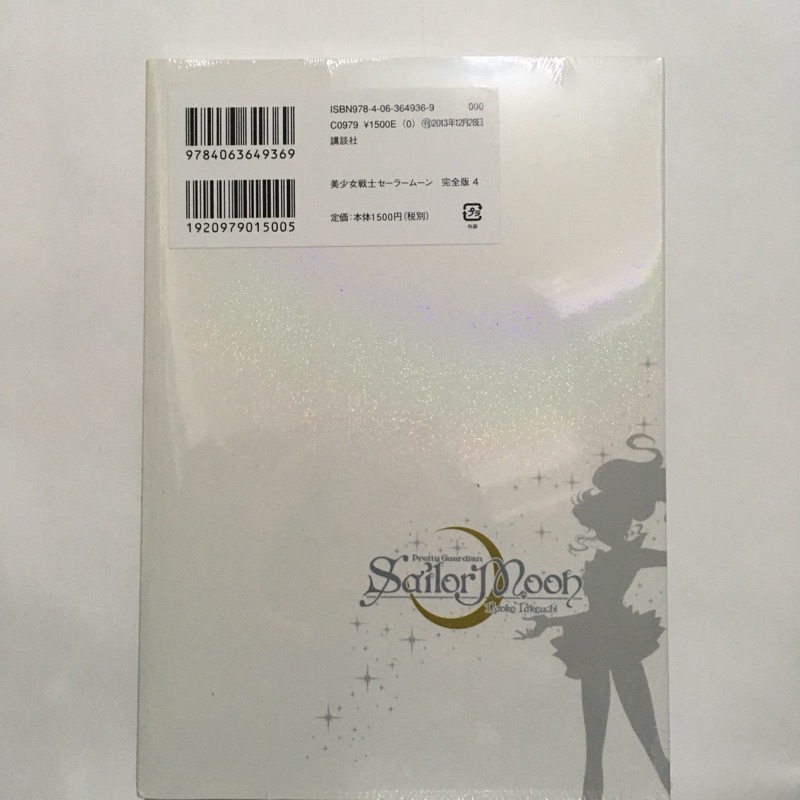 ISBN978-4-06-364936-9 000
C0979 ¥1500E (0) ㊖2013年12月28日
講談社
9784063649369
美少女戦士セーラームーン 完全版 4
定価:本体1500円(税別)
1920979015005
外装
Pretty Guardian
Sailor Moon
Naoko Takeuchi